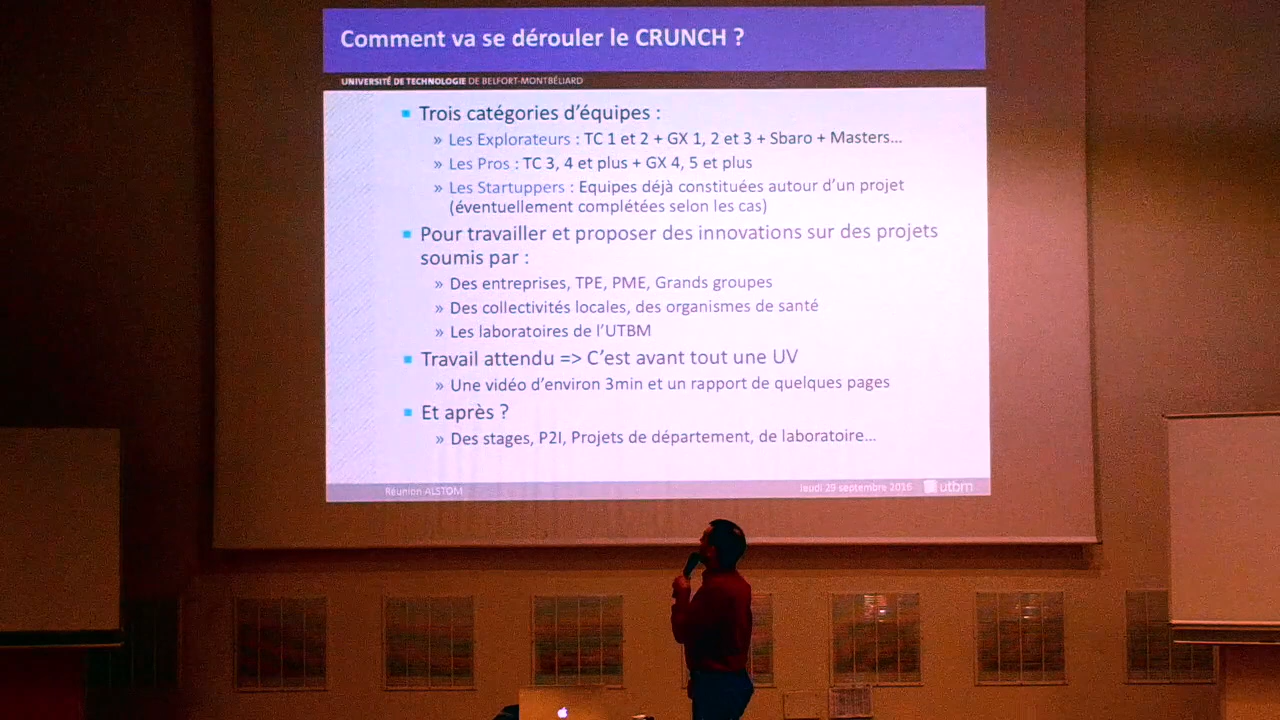 Comment va se dérouler le CRUNCH ?
UNIVERSITÉ DE TECHNOLOGIE DE BELFORT-MONTBÉLIARD
Trois catégories d'équipes :
» Les Explorateurs : TC 1 et 2 + GX 1, 2 et 3 + Sbaro + Masters...
» Les Pros : TC 3, 4 et plus + GX 4, 5 et plus
» Les Startuppers : Equipes déjà constituées autour d'un projet
(éventuellement complétées selon les cas)
Pour travailler et proposer des innovations sur des projets
soumis par :
» Des entreprises, TPE, PME, Grands groupes
» Des collectivités locales, des organismes de santé
» Les laboratoires de l'UTBM
Travail attendu => C'est avant tout une UV
» Une vidéo d'environ 3min et un rapport de quelques pages
Et après ?
» Des stages, P2I, Projets de département, de laboratoire...
Réunion ALSTOM
Jeudi 29 septembre 2016
utbm